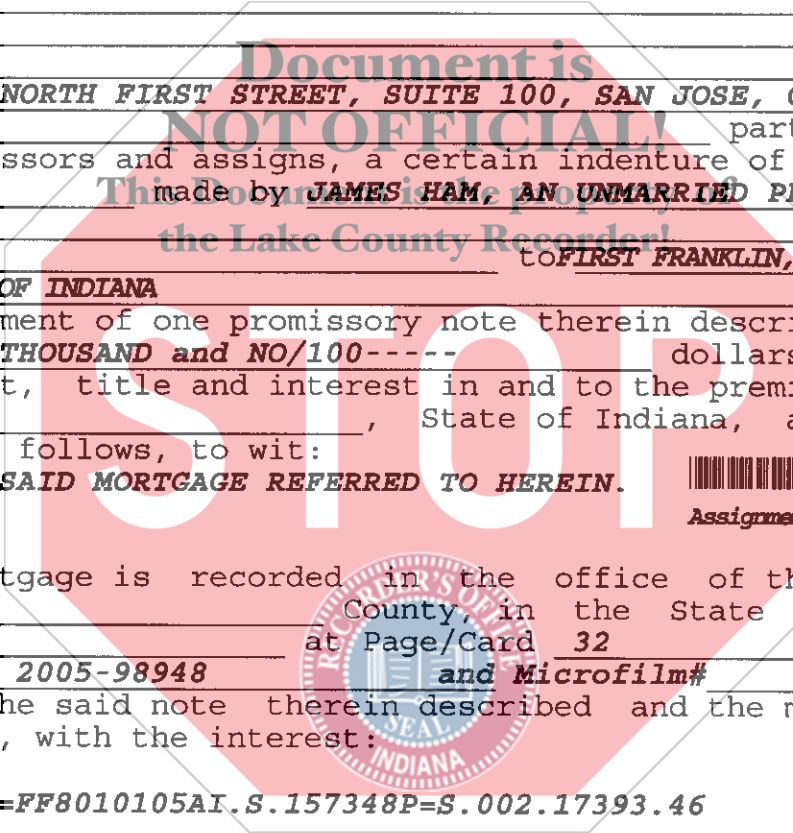 Document is
NORTH FIRST STREET, SUITE 100, SAN JOSE,
NOT OFFICIAL!
part
ssors and assigns, a certain indenture of
This Document is the property of
made by JAMES HAM, AN UNMARRIED
the Lake County Recorder!
to FIRST FRANKLIN,
OF INDIANA
ment of one promissory note therein descri
THOUSAND and NO/100----- dollars
t, title and interest in and to the premi
, State of Indiana, a
follows, to wit:
SAID MORTGAGE REFERRED TO HEREIN.
STOP
Assignme
tgage is recorded in the office of th
County, in the State
at Page/Card 32
2005-98948 and Microfilm#
he said note therein described and the m
, with the interest:
RECORDER'S OFFICE
SEAL
INDIANA
=FF8010105AI.S.157348P=S.002.17393.46